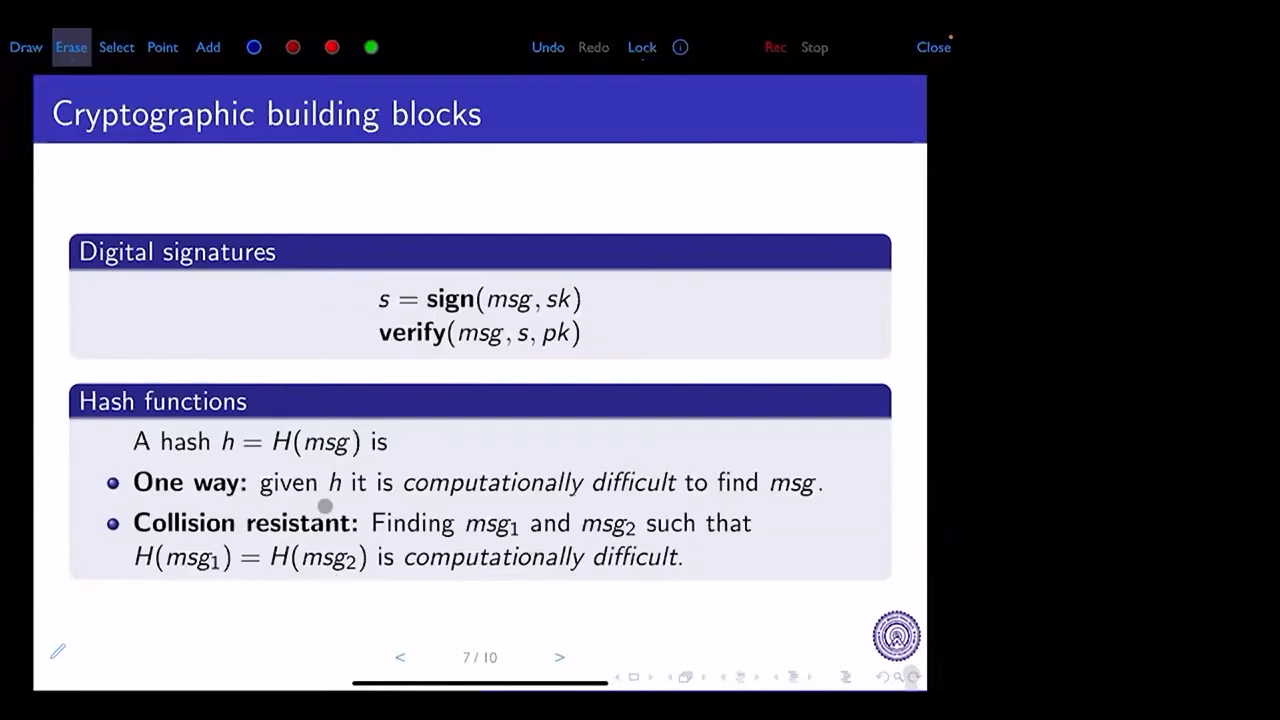 Draw Erase Select Point Add Undo Redo Lock Rec Stop Close
Cryptographic building blocks
Digital signatures
s = sign(msg, sk)
verify(msg, s, pk)
Hash functions
A hash h = H(msg) is
One way: given h it is computationally difficult to find msg.
Collision resistant: Finding msg₁ and msg₂ such that
H(msg₁) = H(msg₂) is computationally difficult.
< 7 / 10 >